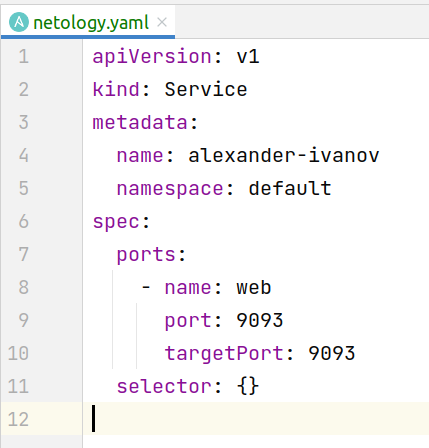 netology.yaml
1 apiVersion: v1
2 kind: Service
3 metadata:
4   name: alexander-ivanov
5   namespace: default
6 spec:
7   ports:
8     - name: web
9       port: 9093
10       targetPort: 9093
11   selector: {}
12